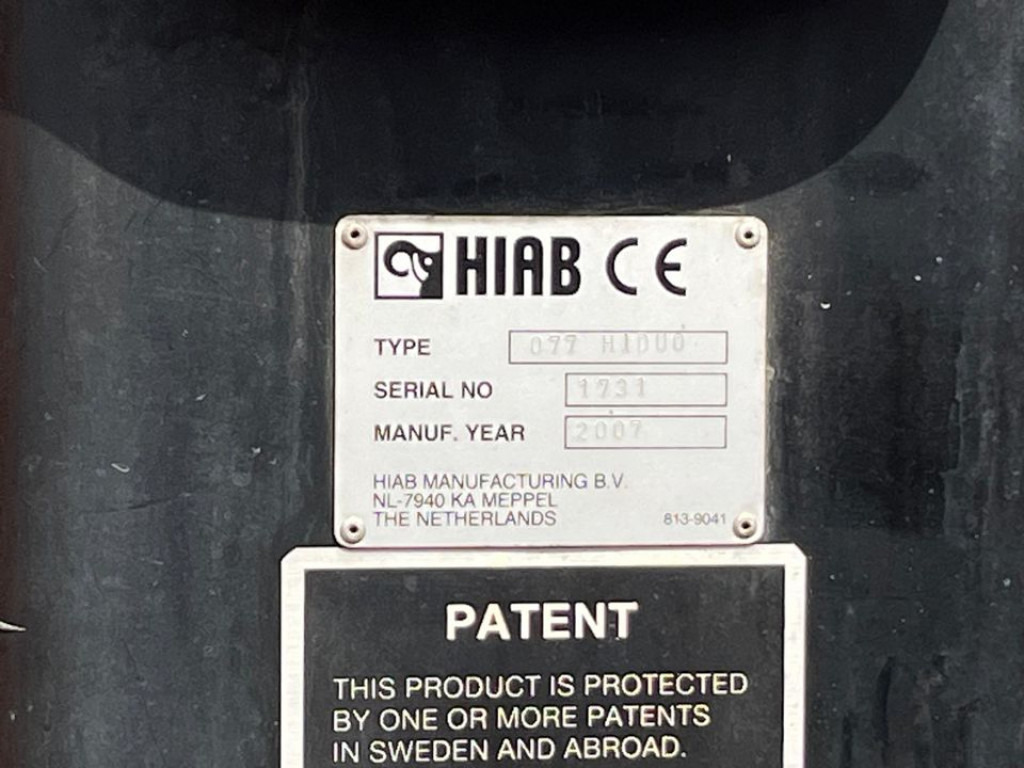 HIAB CE
TYPE 077 HIDUO
SERIAL NO 1731
MANUF. YEAR 2007
HIAB MANUFACTURING B.V.
NL-7940 KA MEPPEL
THE NETHERLANDS 813-9041
PATENT
THIS PRODUCT IS PROTECTED
BY ONE OR MORE PATENTS
IN SWEDEN AND ABROAD.